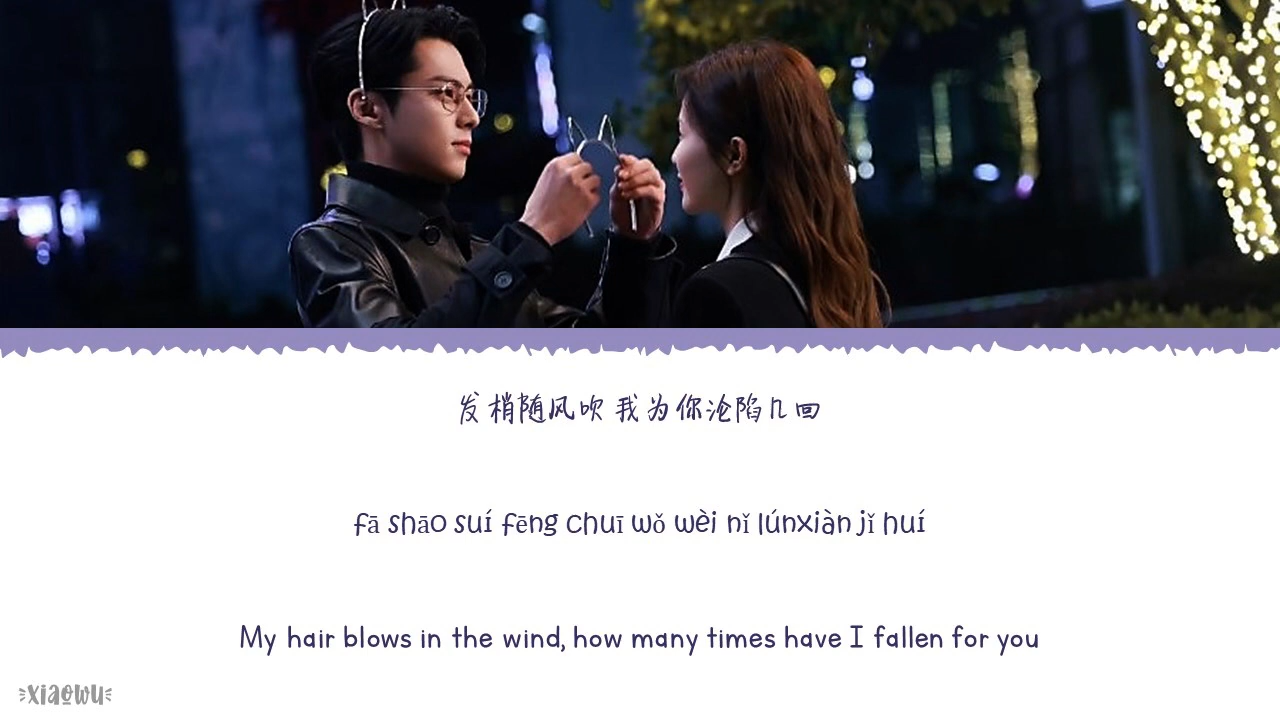 发梢随风吹 我为你沦陷几回
fā shāo suí fēng chuī wǒ wèi nǐ lúnxiàn jǐ huí
My hair blows in the wind, how many times have I fallen for you
xiaowu